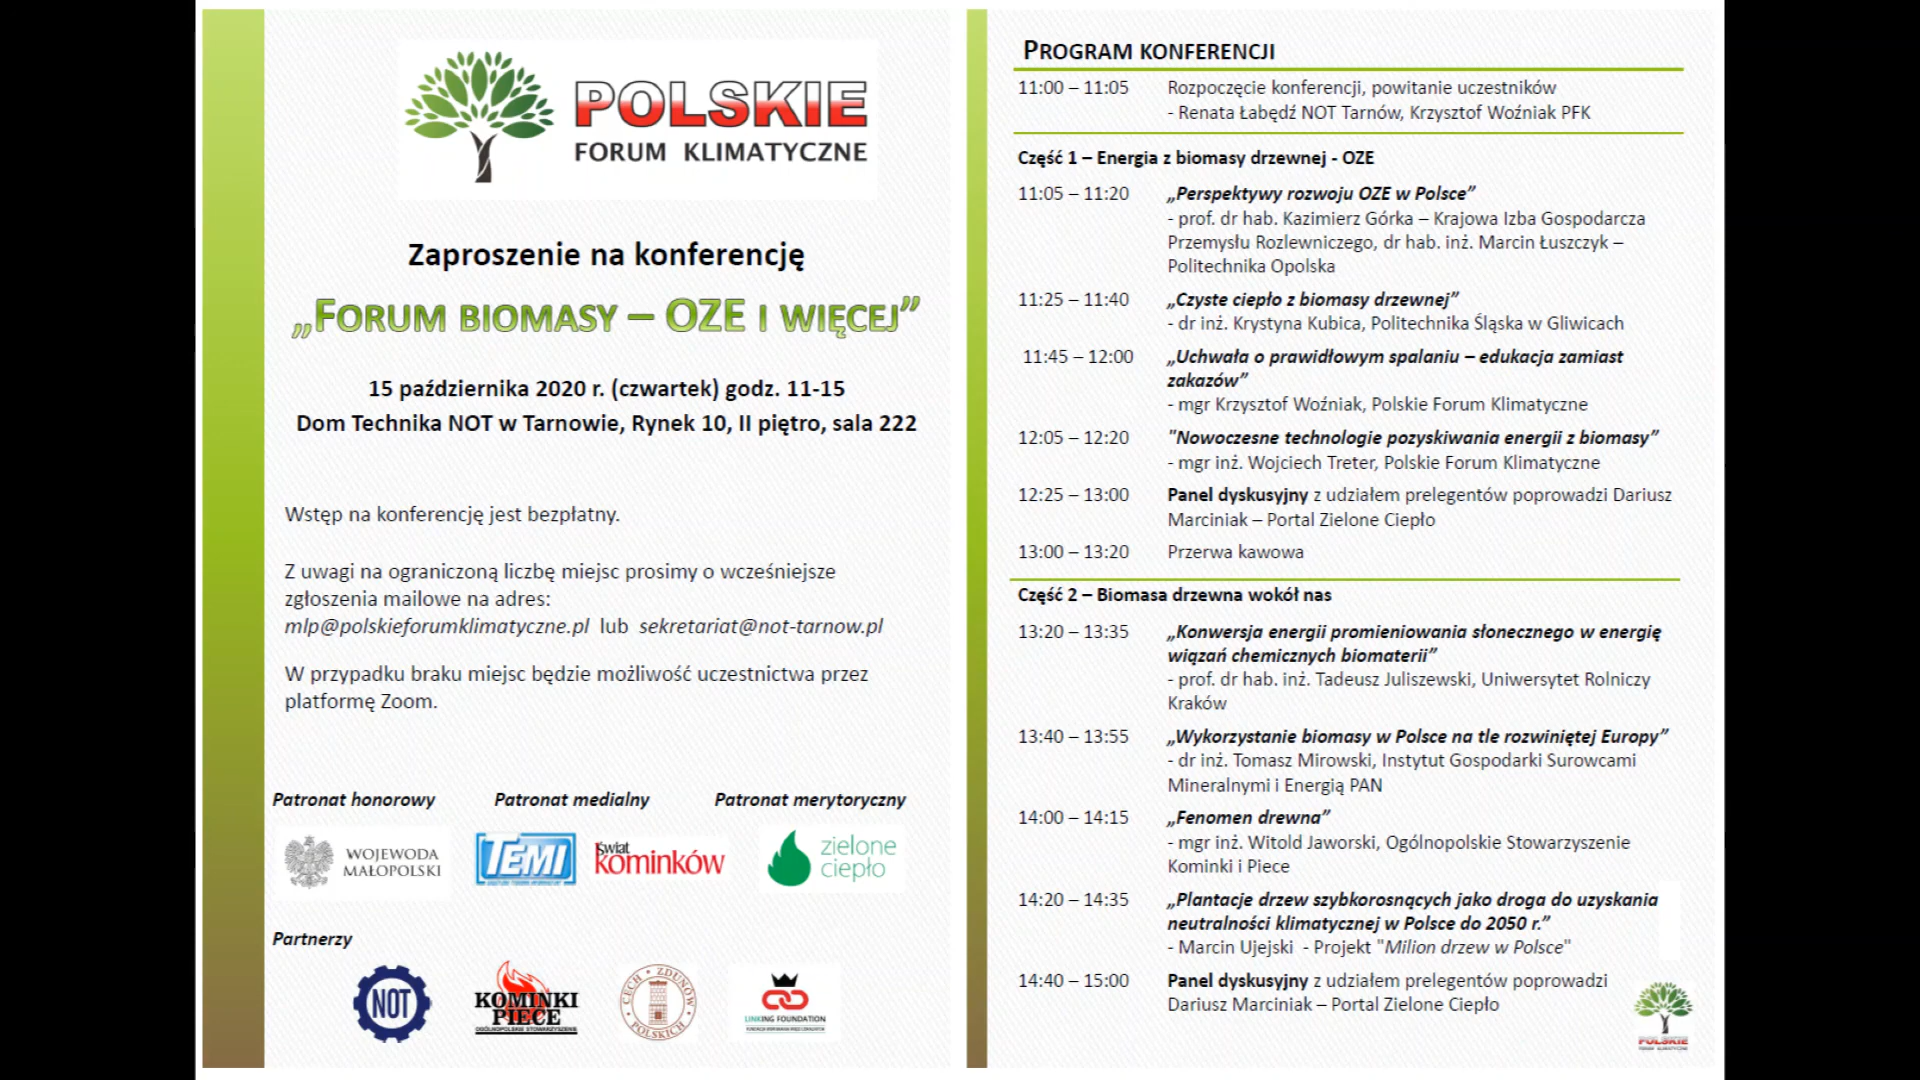 POLSKIE
FORUM KLIMATYCZNE
Zaproszenie na konferencję
„FORUM BIOMASY – OZE I WIĘCEJ”
15 października 2020 r. (czwartek) godz. 11-15
Dom Technika NOT w Tarnowie, Rynek 10, II piętro, sala 222
Wstęp na konferencję jest bezpłatny.
Z uwagi na ograniczoną liczbę miejsc prosimy o wcześniejsze
zgłoszenia mailowe na adres:
mlp@polskieforumklimatyczne.pl lub sekretariat@not-tarnow.pl
W przypadku braku miejsc będzie możliwość uczestnictwa przez
platformę Zoom.
Patronat honorowy Patronat medialny Patronat merytoryczny
WOJEWODA
MAŁOPOLSKI
TEMI
Świat
kominków
zielone
ciepło
Partnerzy
NOT
KOMINKI
PIECE
OGÓLNOPOLSKIE STOWARZYSZENIE
CECH ZDUNÓW POLSKICH
LINKING FOUNDATION
PROGRAM KONFERENCJI
11:00 – 11:05 Rozpoczęcie konferencji, powitanie uczestników
- Renata Łabędź NOT Tarnów, Krzysztof Woźniak PFK
Część 1 – Energia z biomasy drzewnej - OZE
11:05 – 11:20 „Perspektywy rozwoju OZE w Polsce”
- prof. dr hab. Kazimierz Górka – Krajowa Izba Gospodarcza
Przemysłu Rozlewniczego, dr hab. inż. Marcin Łuszczyk –
Politechnika Opolska
11:25 – 11:40 „Czyste ciepło z biomasy drzewnej”
- dr inż. Krystyna Kubica, Politechnika Śląska w Gliwicach
11:45 – 12:00 „Uchwała o prawidłowym spalaniu – edukacja zamiast
zakazów”
- mgr Krzysztof Woźniak, Polskie Forum Klimatyczne
12:05 – 12:20 "Nowoczesne technologie pozyskiwania energii z biomasy”
- mgr inż. Wojciech Treter, Polskie Forum Klimatyczne
12:25 – 13:00 Panel dyskusyjny z udziałem prelegentów poprowadzi Dariusz
Marciniak – Portal Zielone Ciepło
13:00 – 13:20 Przerwa kawowa
Część 2 – Biomasa drzewna wokół nas
13:20 – 13:35 „Konwersja energii promieniowania słonecznego w energię
wiązań chemicznych biomaterii”
- prof. dr hab. inż. Tadeusz Juliszewski, Uniwersytet Rolniczy
Kraków
13:40 – 13:55 „Wykorzystanie biomasy w Polsce na tle rozwiniętej Europy”
- dr inż. Tomasz Mirowski, Instytut Gospodarki Surowcami
Mineralnymi i Energią PAN
14:00 – 14:15 „Fenomen drewna”
- mgr inż. Witold Jaworski, Ogólnopolskie Stowarzyszenie
Kominki i Piece
14:20 – 14:35 „Plantacje drzew szybkorosnących jako droga do uzyskania
neutralności klimatycznej w Polsce do 2050 r.”
- Marcin Ujejski - Projekt "Milion drzew w Polsce"
14:40 – 15:00 Panel dyskusyjny z udziałem prelegentów poprowadzi
Dariusz Marciniak – Portal Zielone Ciepło
POLSKIE
FORUM KLIMATYCZNE